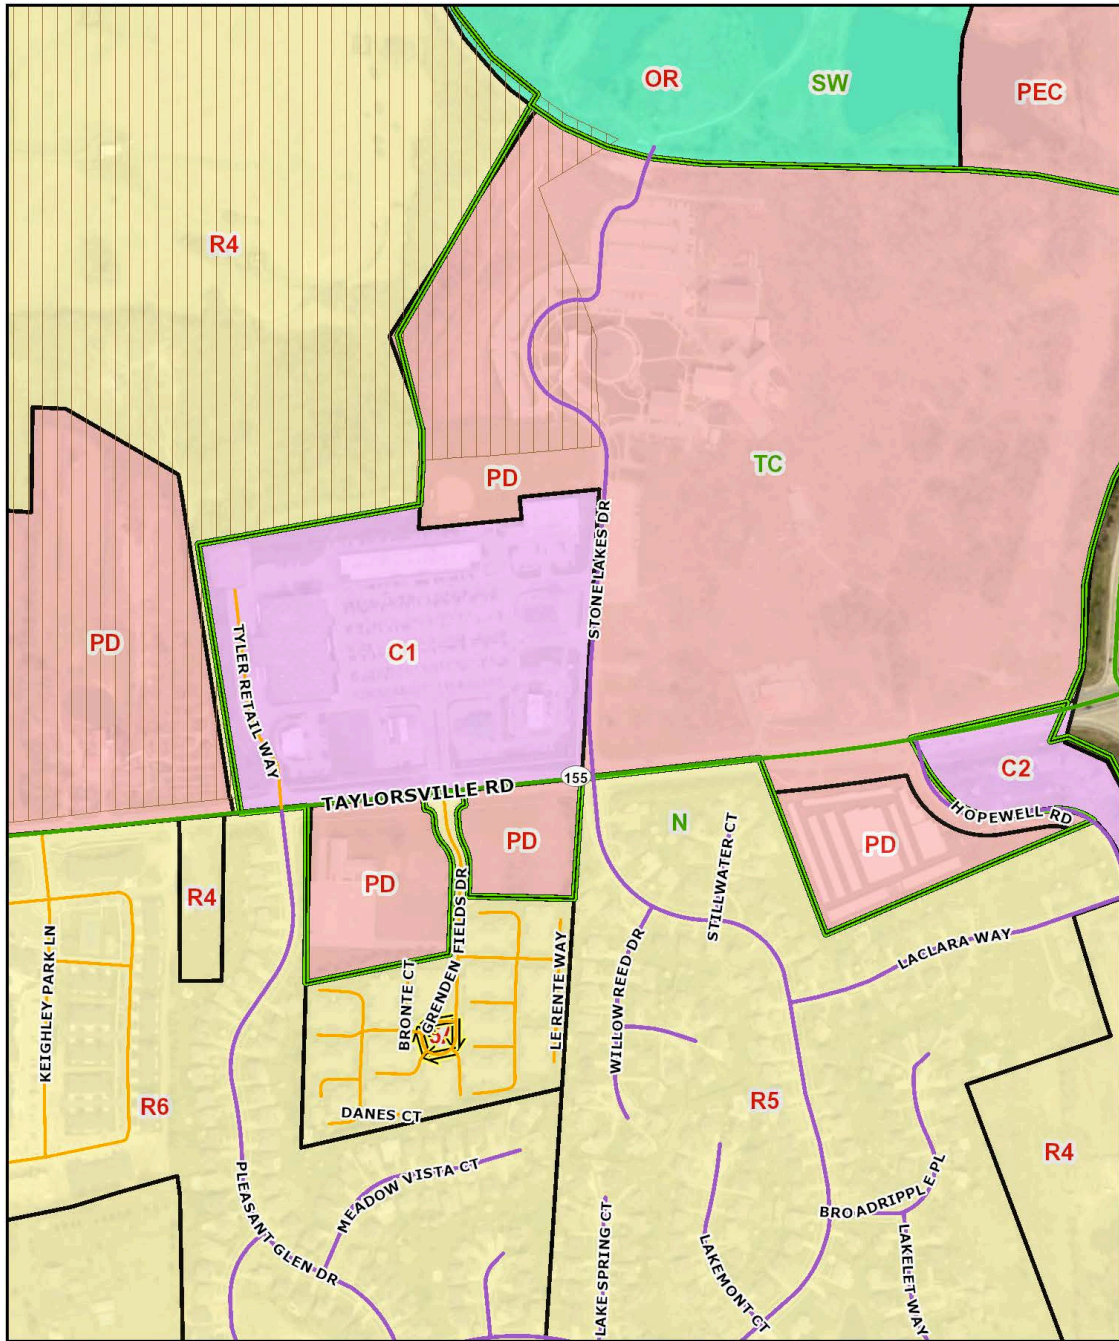 OR
SW
PEC
R4
TC
PD
STONE LAKES DR
PD
C1
TYLER RETAIL WAY
155
TAYLORSVILLE RD
C2
HOPEWELL RD
N
PD
PD
PD
R4
STILLWATER CT
GRENDEN FIELDS DR
KEIGHLEY PARK LN
BRONTE CT
LE RENTE WAY
WILLOW REED DR
LACLARA WAY
R6
DANES CT
R5
R4
MEADOW VISTA CT
PLEASANT GLEN DR
BROADRIPPLE PL
LAKE SPRING CT
LAKEMONT CT
LAKELET WAY